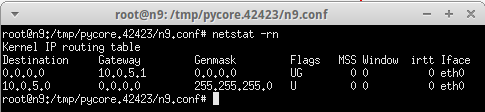 root@n9: /tmp/pycore.42423/n9.conf
root@n9:/tmp/pycore.42423/n9.conf# netstat -rn
Kernel IP routing table
Destination     Gateway         Genmask         Flags   MSS Window  irtt Iface
0.0.0.0         10.0.5.1        0.0.0.0         UG        0 0          0 eth0
10.0.5.0        0.0.0.0         255.255.255.0   U         0 0          0 eth0
root@n9:/tmp/pycore.42423/n9.conf#